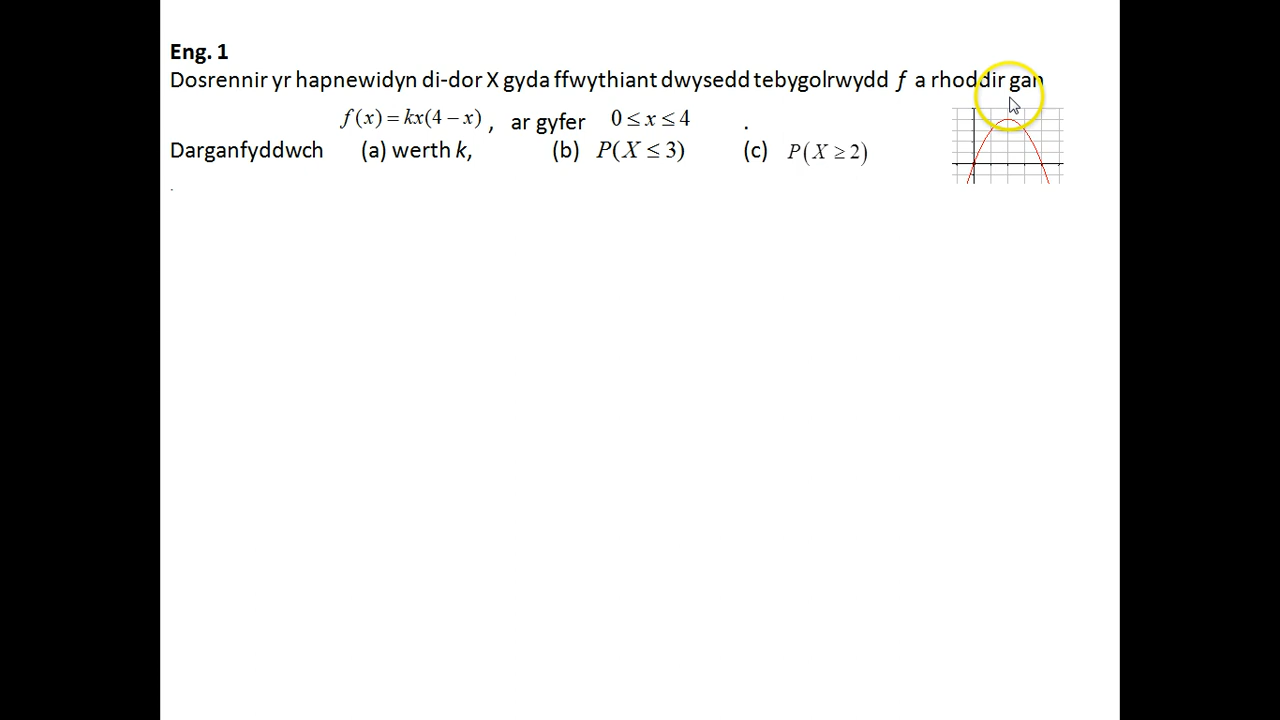 Eng. 1
Dosrennir yr hapnewidyn di-dor X gyda ffwythiant dwysedd tebygolrwydd f a rhoddir gan
f(x) = kx(4 − x) , ar gyfer 0 ≤ x ≤ 4 .
Darganfyddwch (a) werth k, (b) P(X ≤ 3) (c) P(X ≥ 2)
.